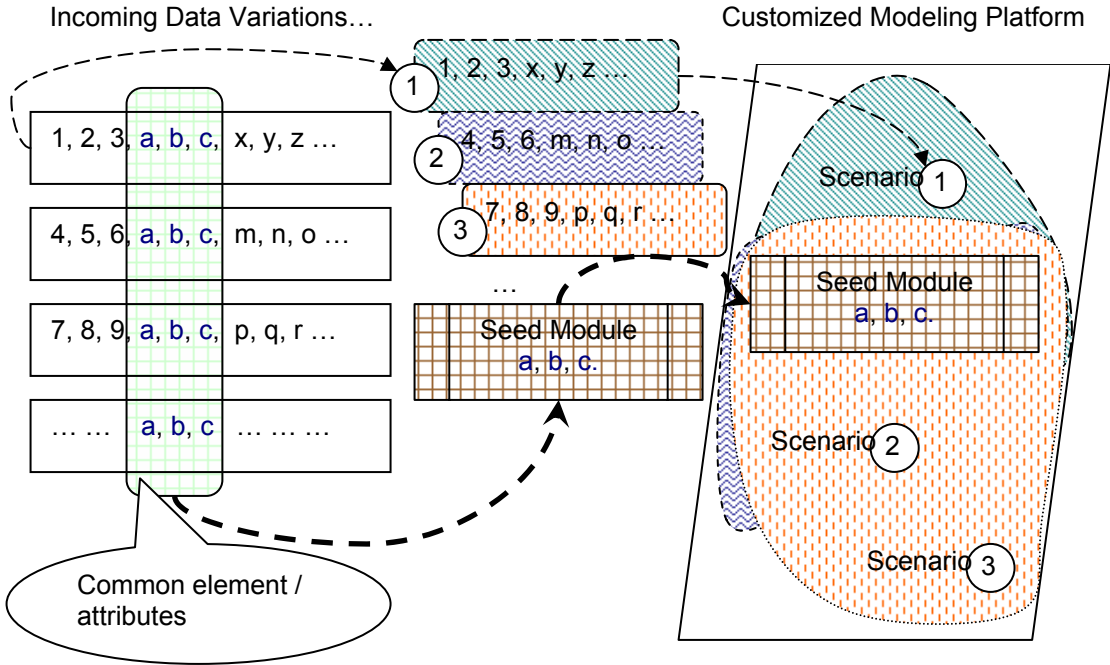 Incoming Data Variations…
Customized Modeling Platform
1, 2, 3, a, b, c, x, y, z …
4, 5, 6, a, b, c, m, n, o …
7, 8, 9, a, b, c, p, q, r …
… … a, b, c … … …
Common element /
attributes
1
1, 2, 3, x, y, z …
2
4, 5, 6, m, n, o …
3
7, 8, 9, p, q, r …
…
Seed Module
a, b, c.
Scenario 1
Seed Module
a, b, c.
Scenario 2
Scenario 3